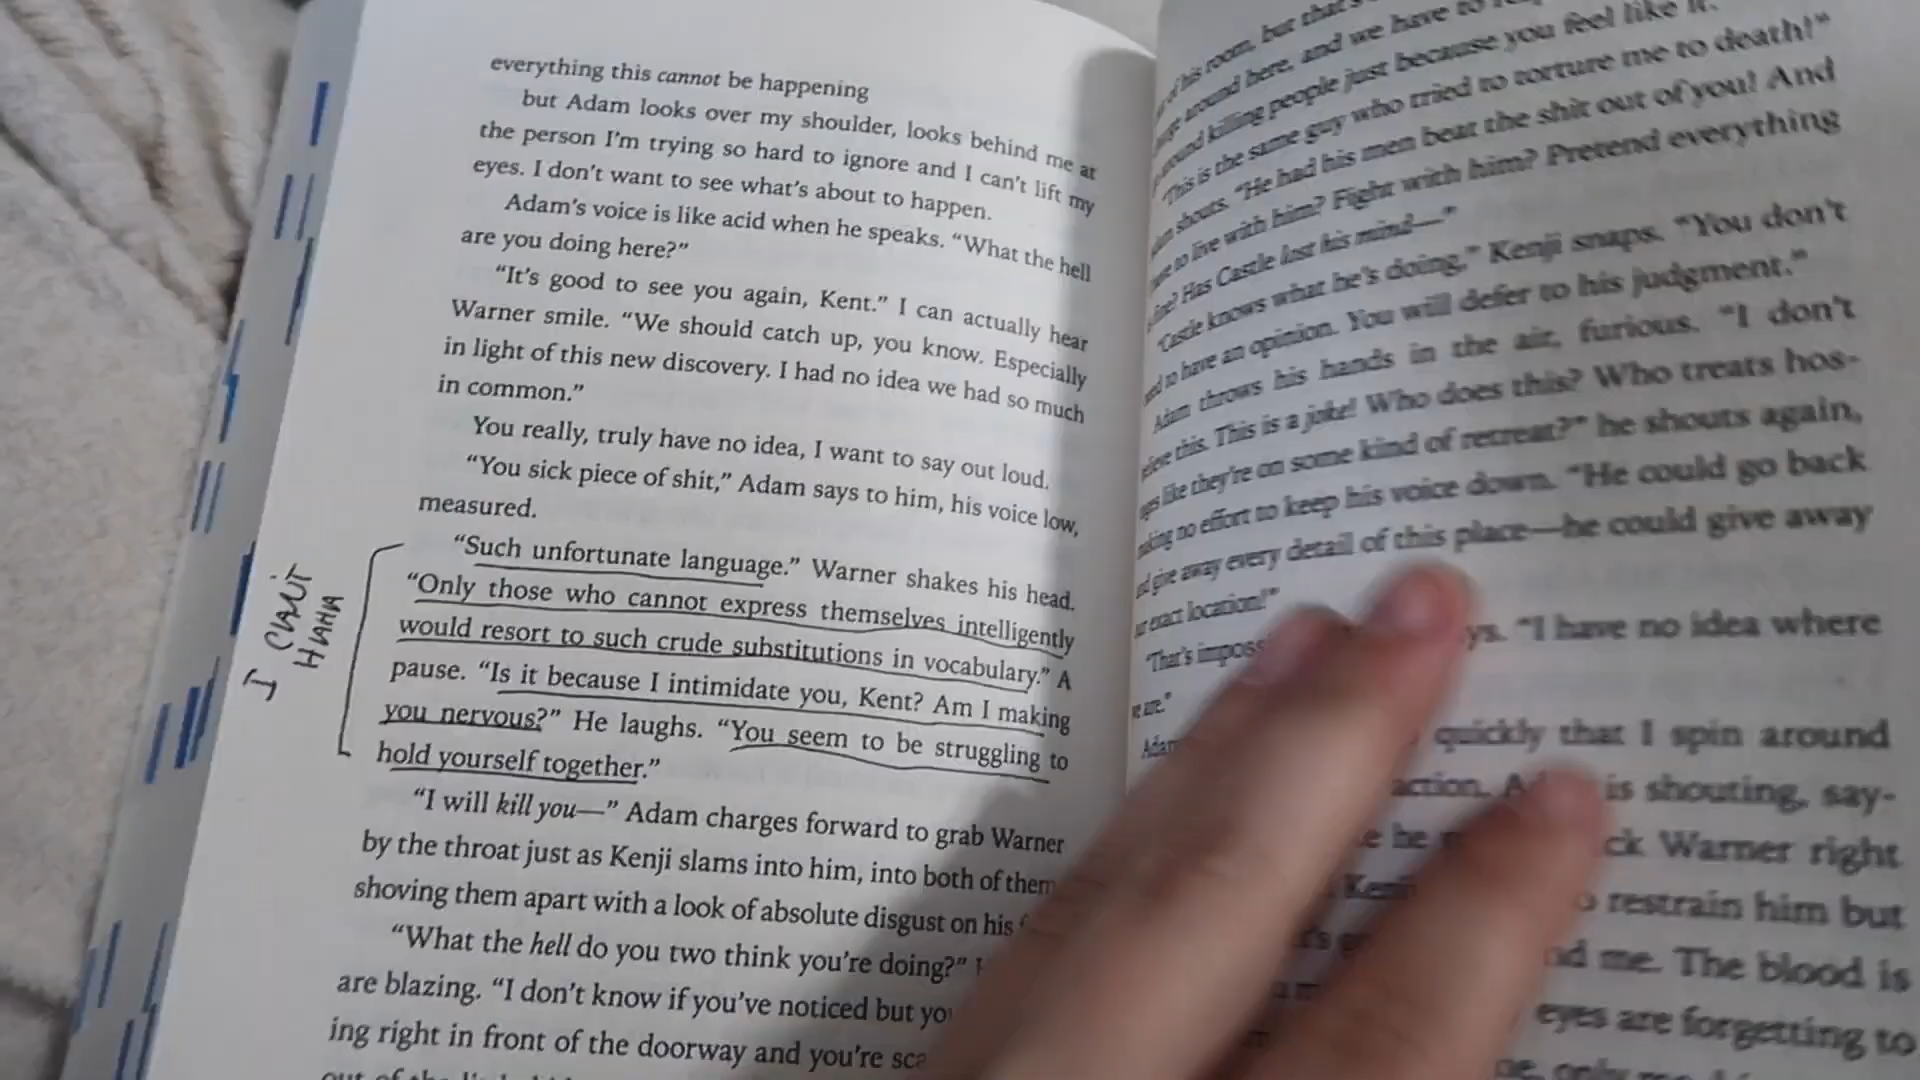 everything this cannot be happening
but Adam looks over my shoulder, looks behind me at
the person I'm trying so hard to ignore and I can't lift my
eyes. I don't want to see what's about to happen.
Adam's voice is like acid when he speaks. “What the hell
are you doing here?”
“It's good to see you again, Kent.” I can actually hear
Warner smile. “We should catch up, you know. Especially
in light of this new discovery. I had no idea we had so much
in common.”
You really, truly have no idea, I want to say out loud.
“You sick piece of shit,” Adam says to him, his voice low,
measured.
“Such unfortunate language.” Warner shakes his head.
“Only those who cannot express themselves intelligently
would resort to such crude substitutions in vocabulary.” A
pause. “Is it because I intimidate you, Kent? Am I making
you nervous?” He laughs. “You seem to be struggling to
hold yourself together.”
“I will kill you—” Adam charges forward to grab Warner
by the throat just as Kenji slams into him, into both of them
shoving them apart with a look of absolute disgust on his
“What the hell do you two think you're doing?”
are blazing. “I don't know if you've noticed but
ing right in front of the doorway and you're
I
HAHA
of his room, but that's
around here, and we have to
around killing people just because you feel like it.
“This is the same guy who tried to torture me to death!”
shouts. “He had his men beat the shit out of you! And
to live with him? Fight with him? Pretend everything
fine? Has Castle lost his mind—”
“Castle knows what he's doing,” Kenji snaps. “You don't
to have an opinion. You will defer to his judgment.”
Adam throws his hands in the air, furious. “I don't
this. This is a joke! Who does this? Who treats hos-
like they're on some kind of retreat?” he shouts again,
making no effort to keep his voice down. “He could go back
give away every detail of this place—he could give away
exact location!”
“That's “I have no idea where
we are.”
Adam quickly that I spin around
is shouting, say-
he Warner right
restrain him but
me. The blood is
eyes are forgetting to